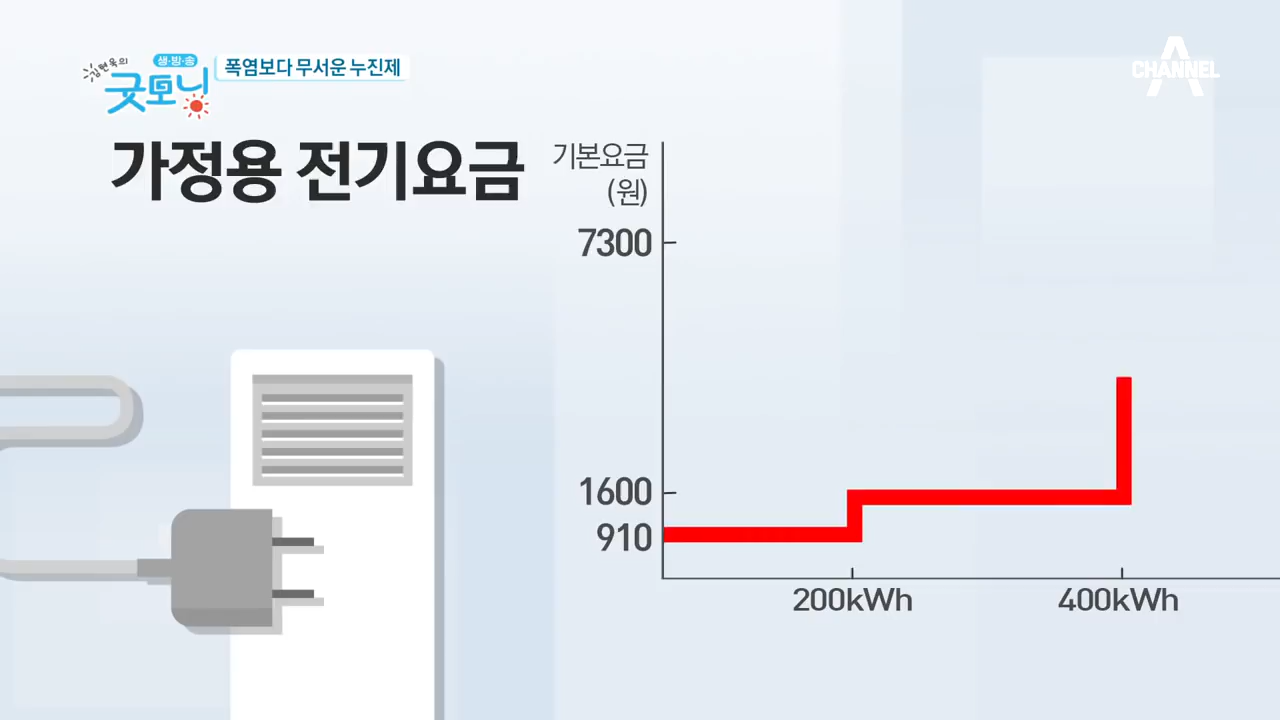 김현욱의
생·방·송
굿모닝
폭염보다 무서운 누진제
CHANNEL A
가정용 전기요금
기본요금
(원)
7300
1600
910
200kWh
400kWh